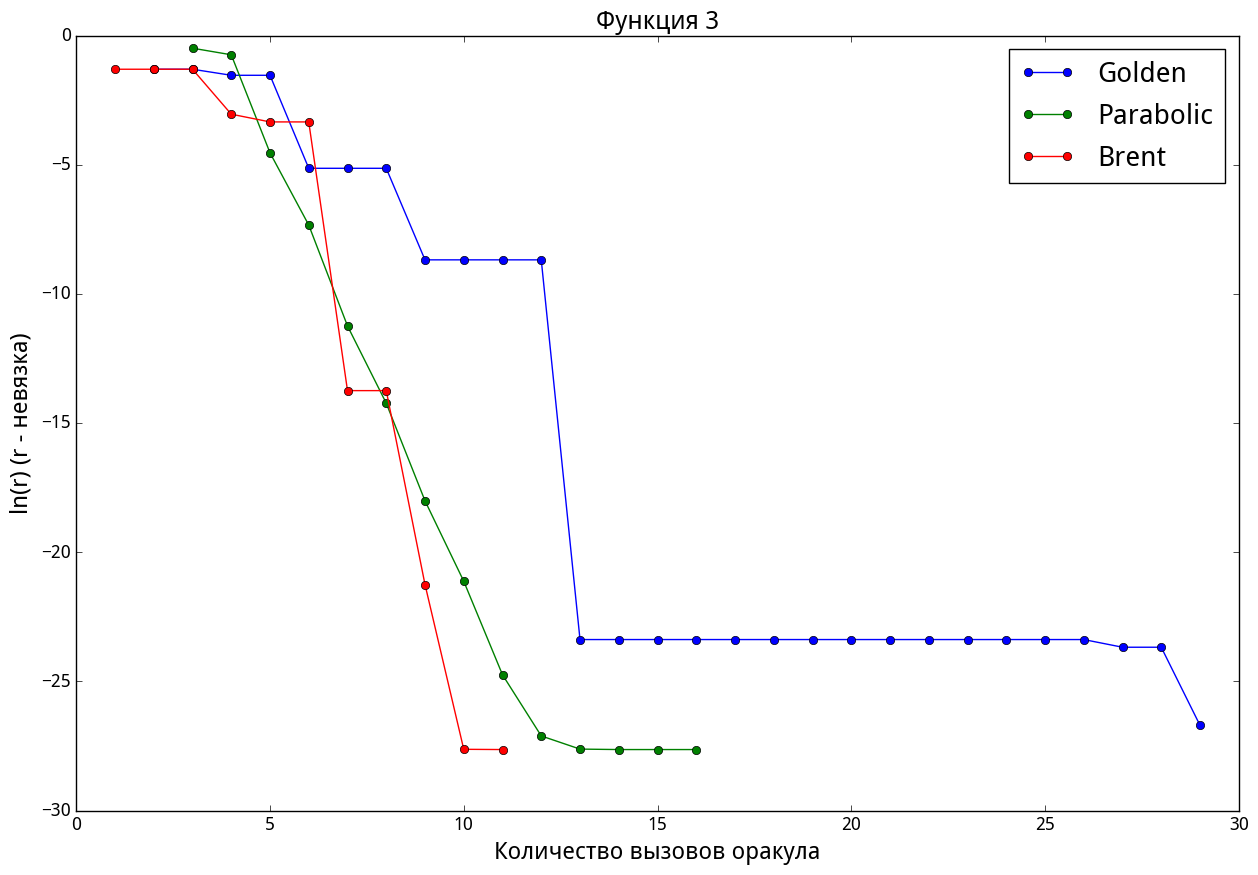 Функция 3
Golden
Parabolic
Brent
ln(r) (r - невязка)
0
−5
−10
−15
−20
−25
−30
0 5 10 15 20 25 30
Количество вызовов оракула